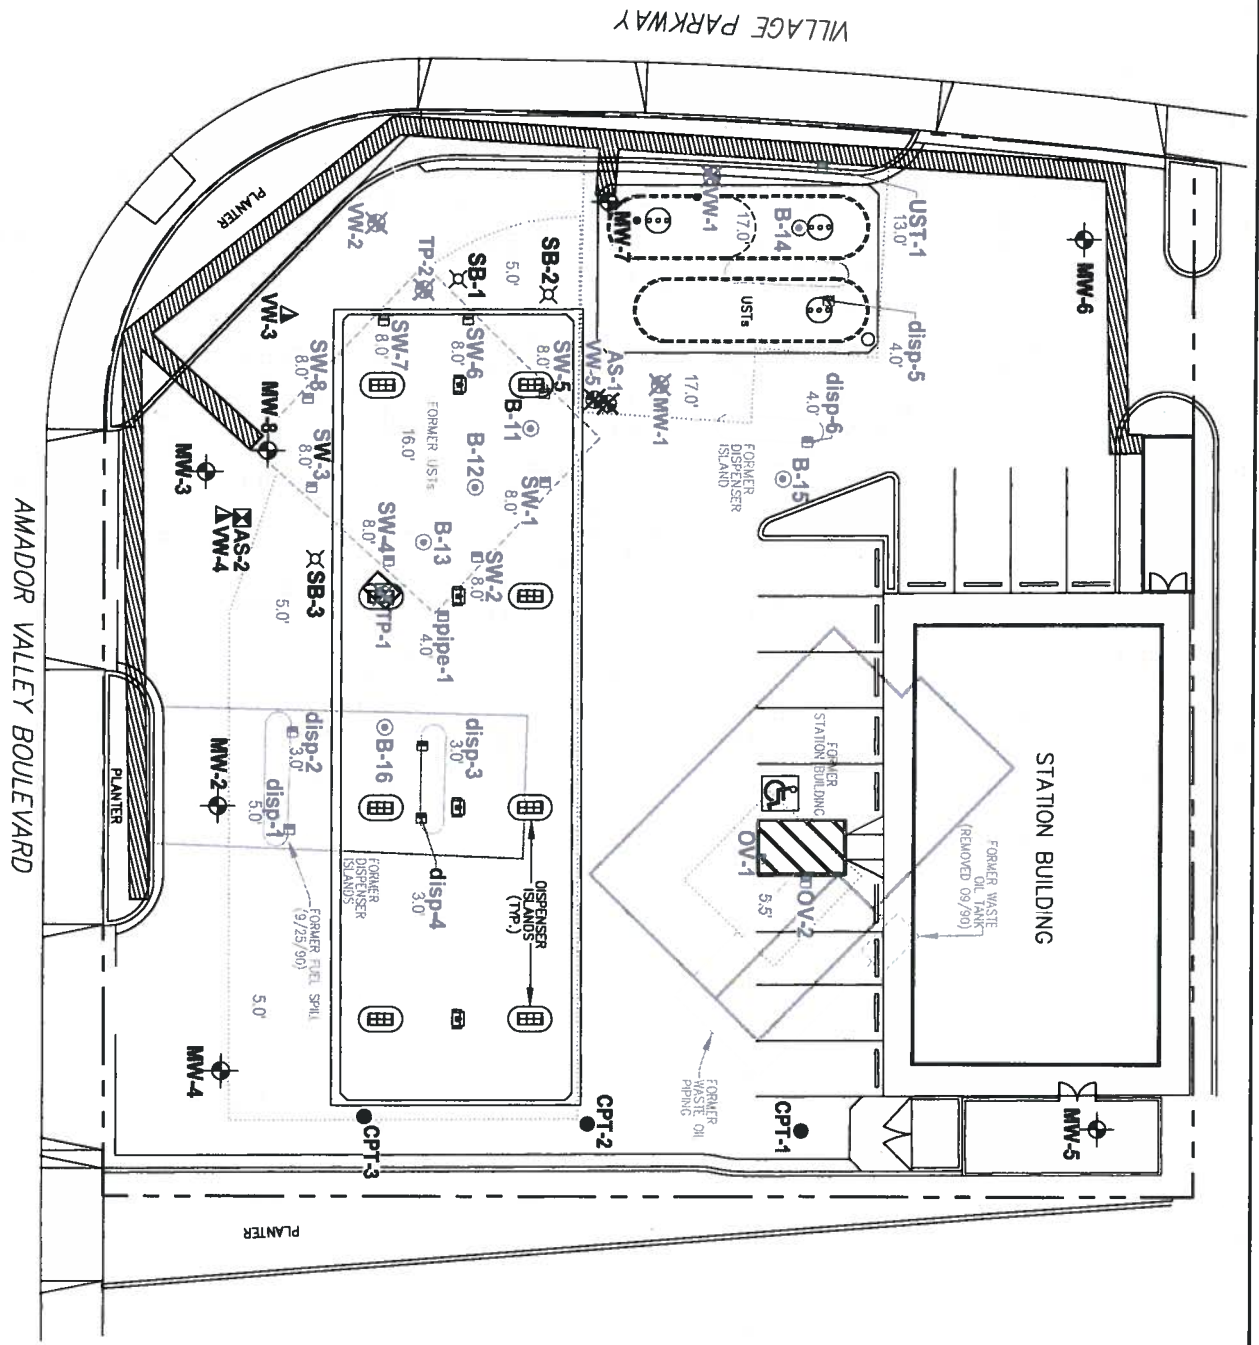 VILLAGE PARKWAY
PLANTER
VW-2
TP-2
SB-1
SB-2
5.0'
MW-7
VW-1
17.0'
B-14
UST-1
13.0'
MW-6
USTs
disp-5
4.0'
VW-3
SW-8
8.0'
SW-7
8.0'
SW-6
8.0'
SW-5
8.0'
VW-5
AS-1
MW-1
17.0'
disp-6
4.0'
B-15
FORMER
DISPENSER
ISLAND
MW-8
MW-3
SW-3
8.0'
FORMER USTs
16.0'
B-11
B-12
SW-1
8.0'
B-13
SW-4
8.0'
SW-2
8.0'
AS-2
VW-4
SB-3
5.0'
TP-1
pipe-1
4.0'
AMADOR VALLEY BOULEVARD
PLANTER
MW-2
disp-2
3.0'
disp-1
5.0'
B-16
disp-3
3.0'
disp-4
3.0'
FORMER
DISPENSER
ISLANDS
FORMER FUEL SPILL
(9/25/90)
DISPENSER
ISLANDS
(TYP.)
FORMER
STATION BUILDING
OV-1
5.5'
OV-2
FORMER WASTE
OIL TANK
(REMOVED 09/90)
STATION BUILDING
5.0'
MW-4
CPT-3
CPT-2
FORMER
WASTE OIL
PIPING
CPT-1
MW-5
PLANTER